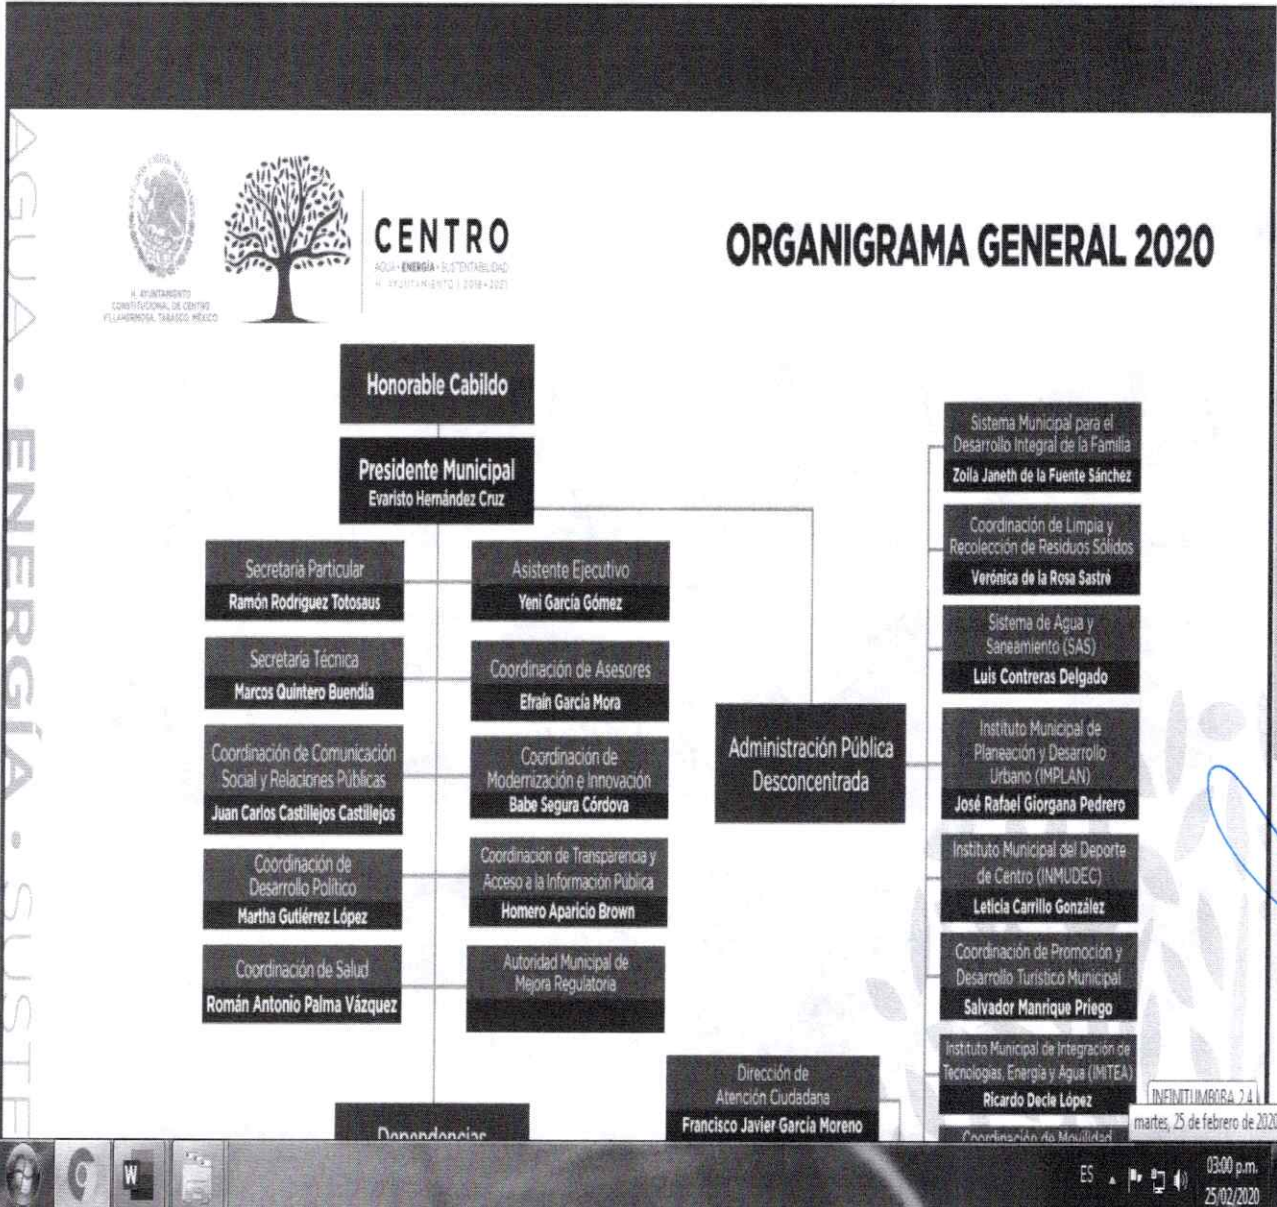 AGUA • ENERGÍA • SUSTE
H. AYUNTAMIENTO
CONSTITUCIONAL DE CENTRO
VILLAHERMOSA, TABASCO, MÉXICO
CENTRO
AGUA • ENERGÍA • SUSTENTABILIDAD
H. AYUNTAMIENTO | 2018 • 2021
ORGANIGRAMA GENERAL 2020
Honorable Cabildo
Presidente Municipal
Evaristo Hernández Cruz
Secretaría Particular
Ramón Rodríguez Totosaus
Asistente Ejecutivo
Yeni García Gómez
Secretaría Técnica
Marcos Quintero Buendía
Coordinación de Asesores
Efraín García Mora
Coordinación de Comunicación
Social y Relaciones Públicas
Juan Carlos Castillejos Castillejos
Coordinación de
Modernización e Innovación
Babe Segura Córdova
Coordinación de
Desarrollo Político
Martha Gutiérrez López
Coordinación de Transparencia y
Acceso a la Información Pública
Homero Aparicio Brown
Coordinación de Salud
Román Antonio Palma Vázquez
Autoridad Municipal de
Mejora Regulatoria
Administración Pública
Desconcentrada
Sistema Municipal para el
Desarrollo Integral de la Familia
Zoila Janeth de la Fuente Sánchez
Coordinación de Limpia y
Recolección de Residuos Sólidos
Verónica de la Rosa Sastré
Sistema de Agua y
Saneamiento (SAS)
Luis Contreras Delgado
Instituto Municipal de
Planeación y Desarrollo
Urbano (IMPLAN)
José Rafael Giorgana Pedrero
Instituto Municipal del Deporte
de Centro (INMUDEC)
Leticia Carrillo González
Coordinación de Promoción y
Desarrollo Turístico Municipal
Salvador Manrique Priego
Instituto Municipal de Integración de
Tecnologías, Energía y Agua (IMITEA)
Ricardo Decle López
Coordinación de Movilidad
Dirección de
Atención Ciudadana
Francisco Javier García Moreno
Dependencias
INFINITUMB0RA 2.4
martes, 25 de febrero de 2020
ES
03:00 p.m.
25/02/2020